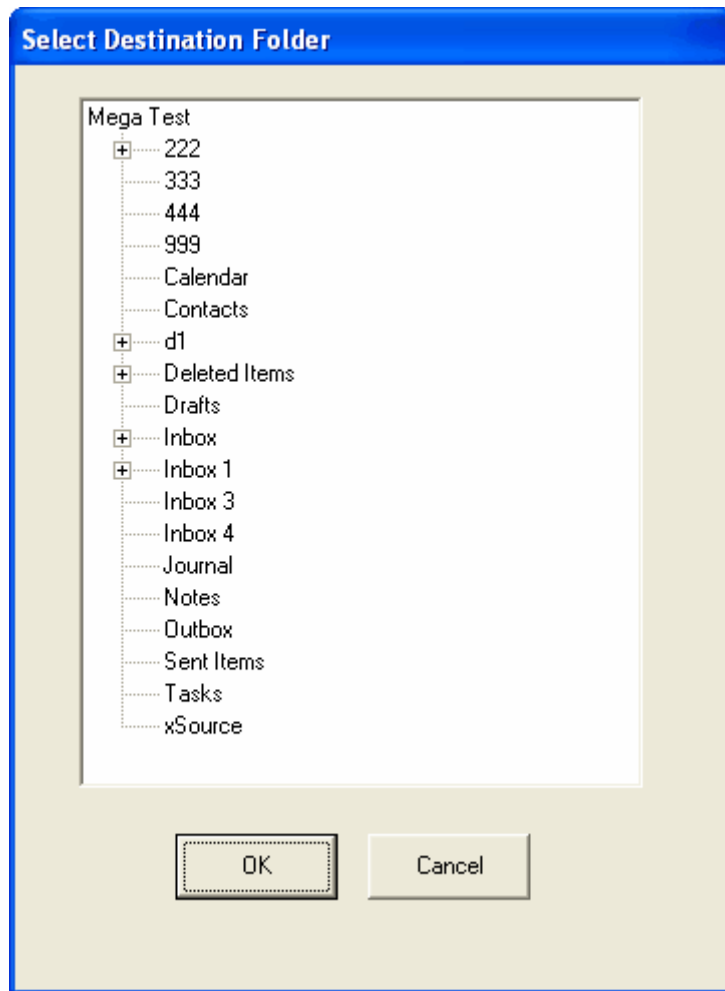 Select Destination Folder
Mega Test
222
333
444
999
Calendar
Contacts
d1
Deleted Items
Drafts
Inbox
Inbox 1
Inbox 3
Inbox 4
Journal
Notes
Outbox
Sent Items
Tasks
xSource
OK
Cancel